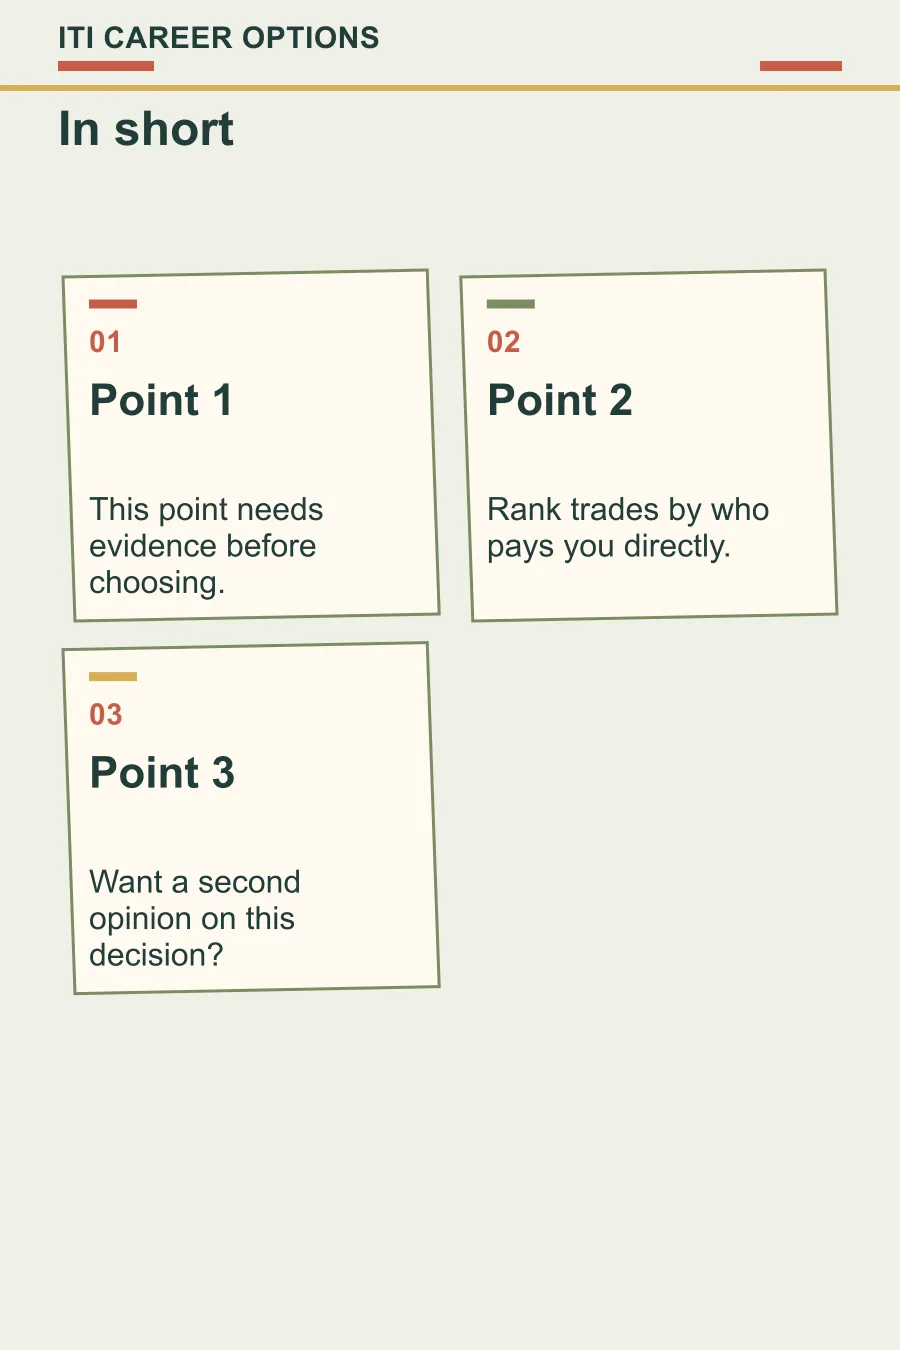 ITI CAREER OPTIONS
In short
01
Point 1
This point needs
evidence before
choosing.
02
Point 2
Rank trades by who
pays you directly.
03
Point 3
Want a second
opinion on this
decision?